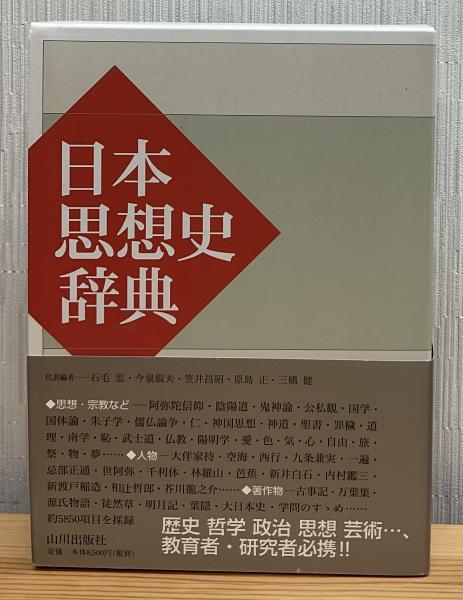 日本
思想史
辞典
代表編者──石毛 忠・今泉淑夫・笠井昌昭・原島 正・三橋 健
◆思想・宗教など──阿弥陀信仰・陰陽道・鬼神論・公私観・国学・
国体論・朱子学・儒仏論争・仁・神国思想・神道・聖書・罪穢・道
理・南学・恥・武士道・仏教・陽明学・愛・色・気・心・自由・旅・
祭・物・夢…… ◆人物──大伴家持・空海・西行・九条兼実・一遍・
忌部正通・世阿弥・千利休・林羅山・芭蕉・新井白石・内村鑑三・
新渡戸稲造・和辻哲郎・芥川龍之介…… ◆著作物──古事記・万葉集・
源氏物語・徒然草・明月記・葉隠・大日本史・学問のすゝめ……
約5850項目を採録
歴史 哲学 政治 思想 芸術…、
教育者・研究者必携!!
山川出版社
定価：本体8,500円(税別)